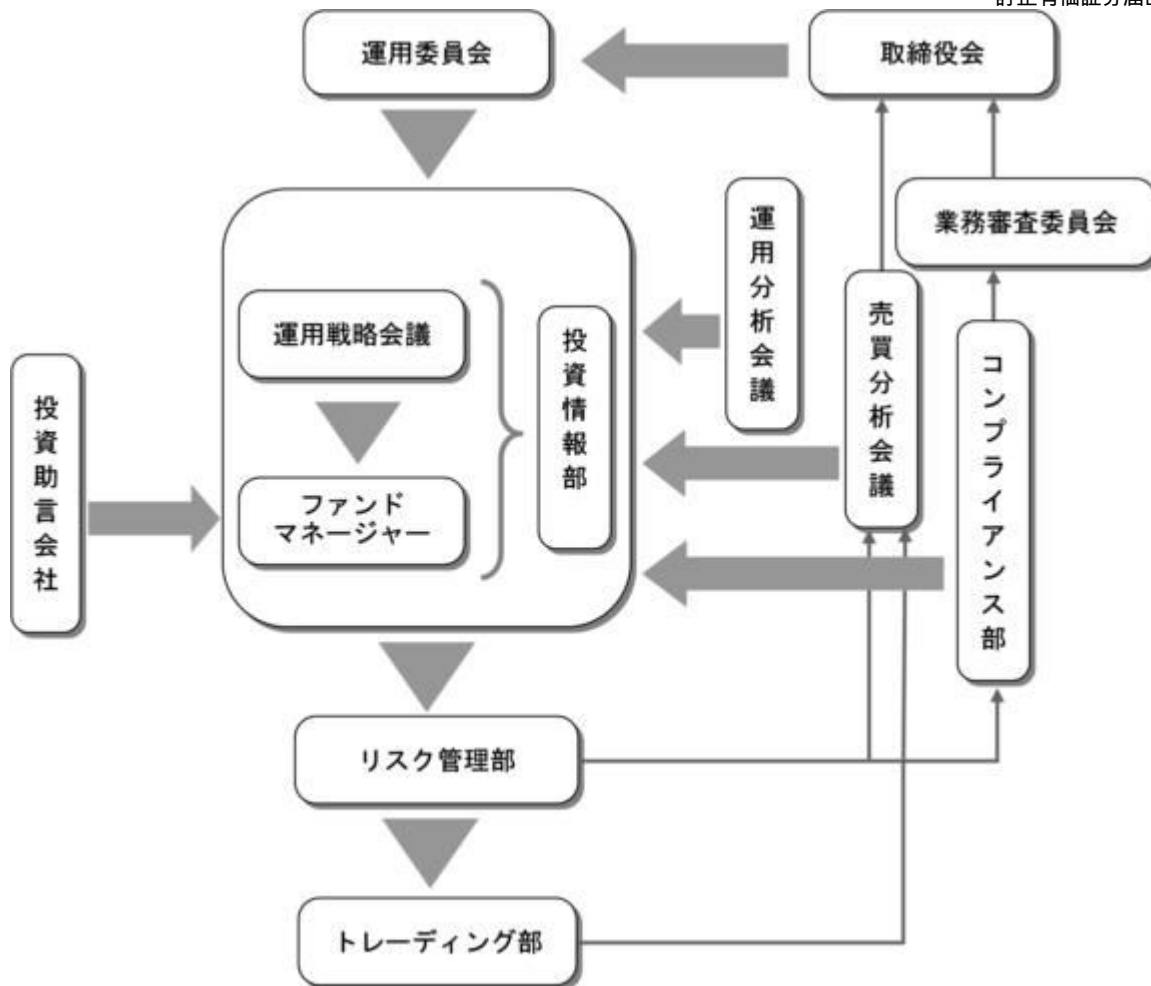 運用委員会
取締役会
運用分析会議
業務審査委員会
運用戦略会議
投資情報部
売買分析会議
コンプライアンス部
投資助言会社
ファンド
マネージャー
リスク管理部
トレーディング部